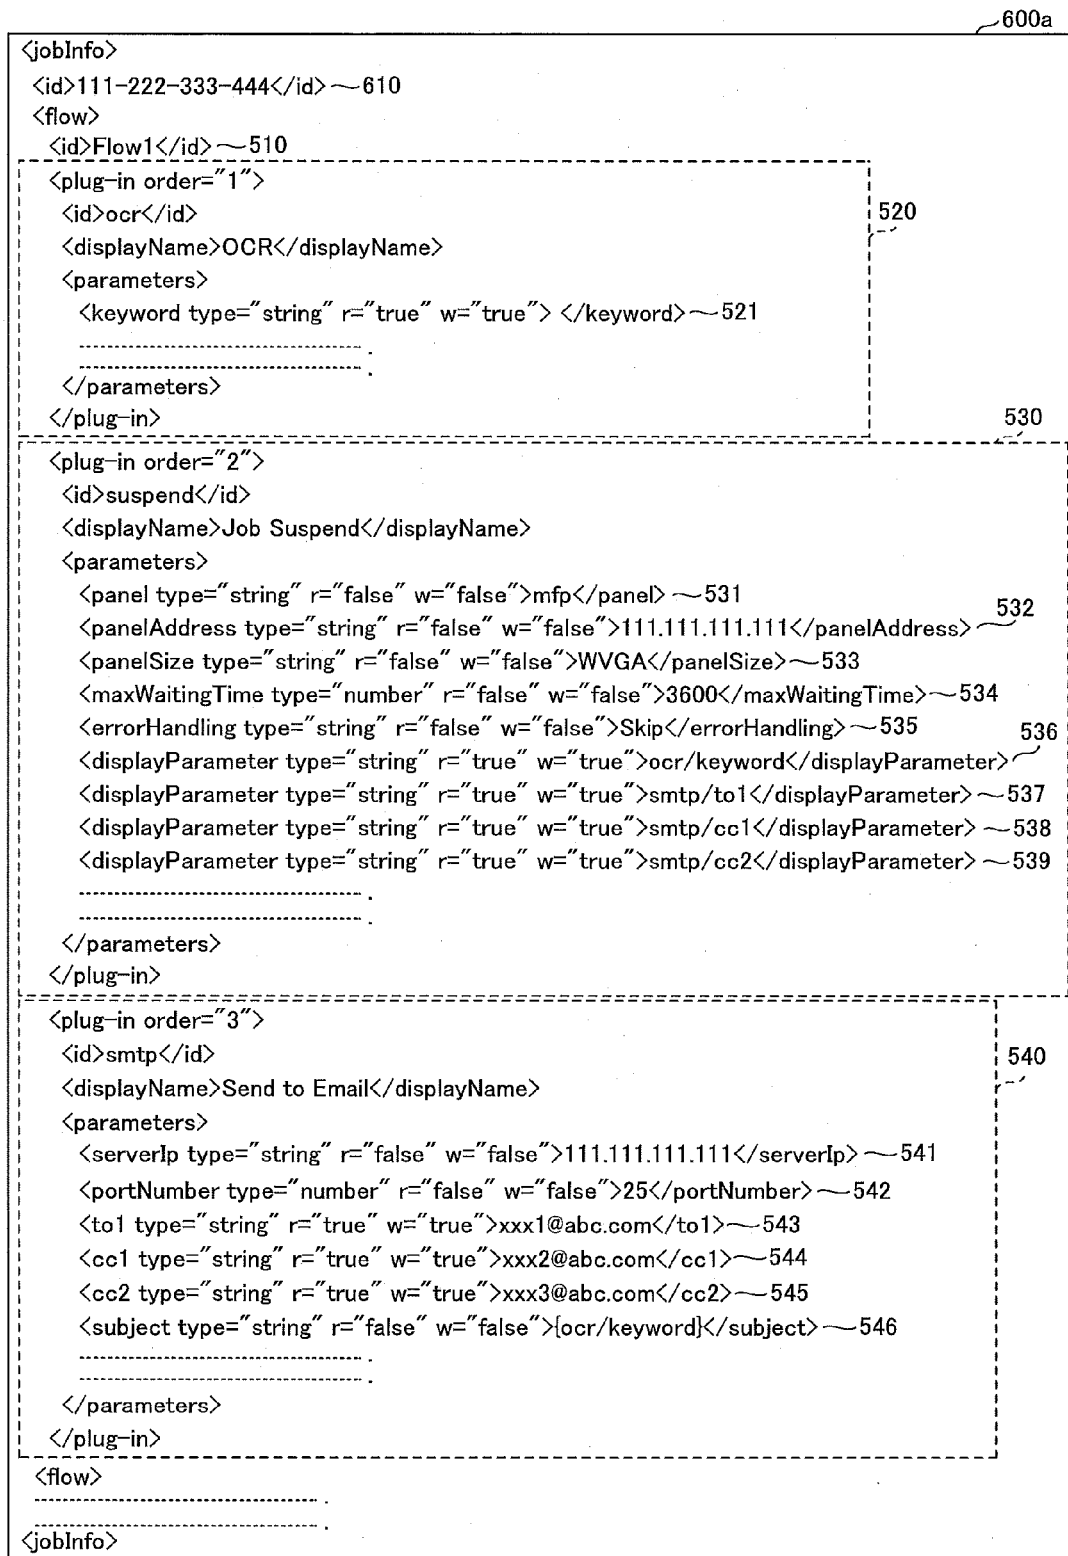 600a
<jobInfo>
<id>111-222-333-444</id>~610
<flow>
<id>Flow1</id>~510
<plug-in order="1">
<id>ocr</id>
520
<displayName>OCR</displayName>
<parameters>
<keyword type="string" r="true" w="true"> </keyword>~521
</parameters>
</plug-in>
530
<plug-in order="2">
<id>suspend</id>
<displayName>Job Suspend</displayName>
<parameters>
<panel type="string" r="false" w="false">mfp</panel>~531
<panelAddress type="string" r="false" w="false">111.111.111.111</panelAddress>~532
<panelSize type="string" r="false" w="false">WVGA</panelSize>~533
<maxWaitingTime type="number" r="false" w="false">3600</maxWaitingTime>~534
<errorHandling type="string" r="false" w="false">Skip</errorHandling>~535
<displayParameter type="string" r="true" w="true">ocr/keyword</displayParameter>~536
<displayParameter type="string" r="true" w="true">smtp/to1</displayParameter>~537
<displayParameter type="string" r="true" w="true">smtp/cc1</displayParameter>~538
<displayParameter type="string" r="true" w="true">smtp/cc2</displayParameter>~539
</parameters>
</plug-in>
<plug-in order="3">
<id>smtp</id>
540
<displayName>Send to Email</displayName>
<parameters>
<serverIp type="string" r="false" w="false">111.111.111.111</serverIp>~541
<portNumber type="number" r="false" w="false">25</portNumber>~542
<to1 type="string" r="true" w="true">xxx1@abc.com</to1>~543
<cc1 type="string" r="true" w="true">xxx2@abc.com</cc1>~544
<cc2 type="string" r="true" w="true">xxx3@abc.com</cc2>~545
<subject type="string" r="false" w="false">{ocr/keyword}</subject>~546
</parameters>
</plug-in>
<flow>
<jobInfo>